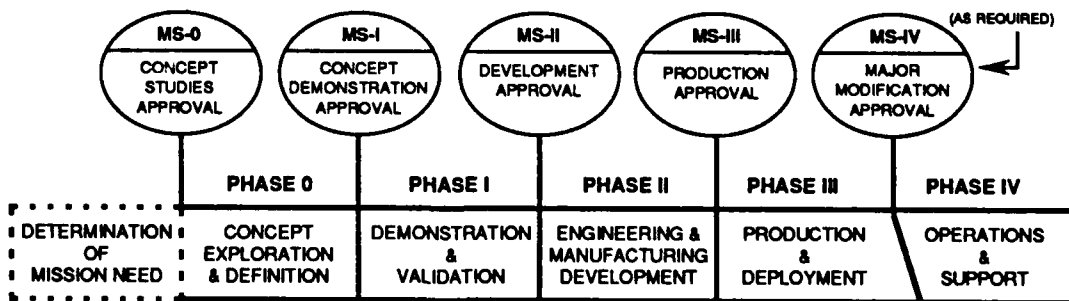 (AS REQUIRED)
MS-0
CONCEPT
STUDIES
APPROVAL
MS-I
CONCEPT
DEMONSTRATION
APPROVAL
MS-II
DEVELOPMENT
APPROVAL
MS-III
PRODUCTION
APPROVAL
MS-IV
MAJOR
MODIFICATION
APPROVAL
PHASE 0
PHASE I
PHASE II
PHASE III
PHASE IV
DETERMINATION
OF
MISSION NEED
CONCEPT
EXPLORATION
& DEFINITION
DEMONSTRATION
&
VALIDATION
ENGINEERING &
MANUFACTURING
DEVELOPMENT
PRODUCTION
&
DEPLOYMENT
OPERATIONS
&
SUPPORT